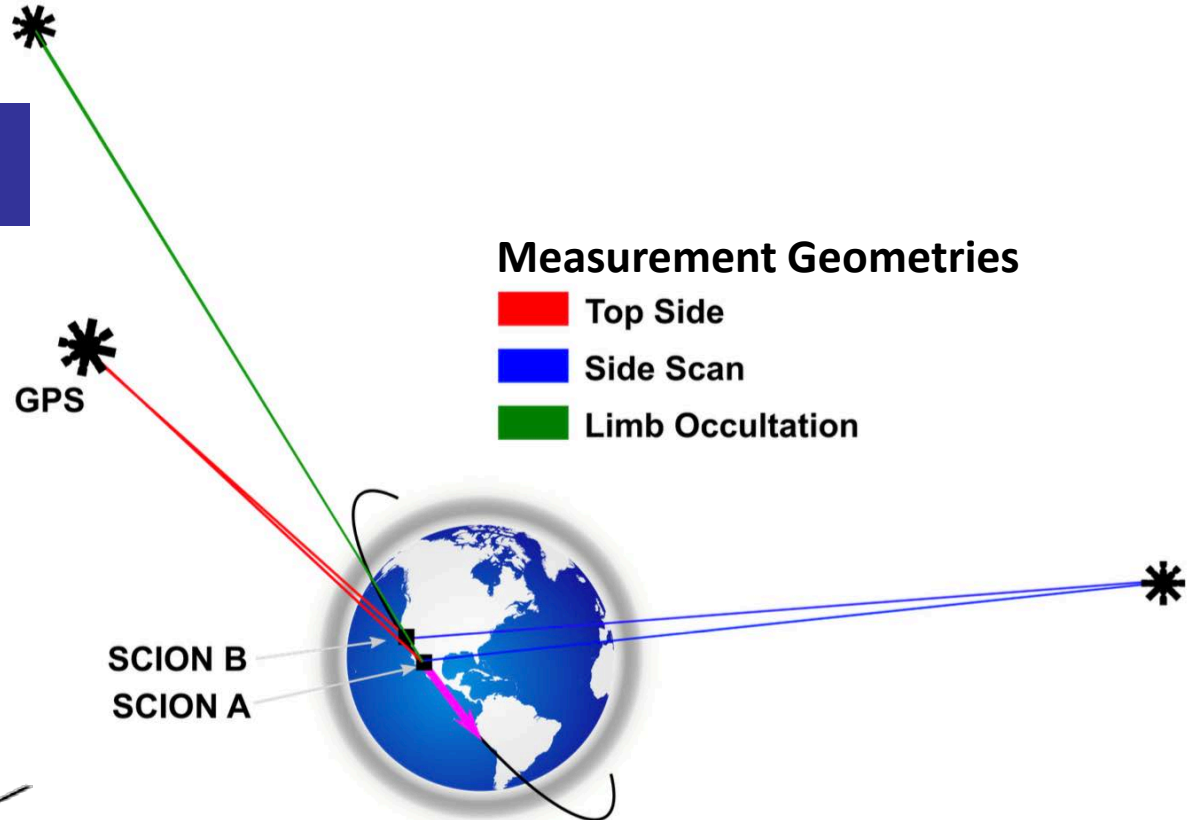 Measurement Geometries
Top Side
Side Scan
Limb Occultation
GPS
SCION B
SCION A